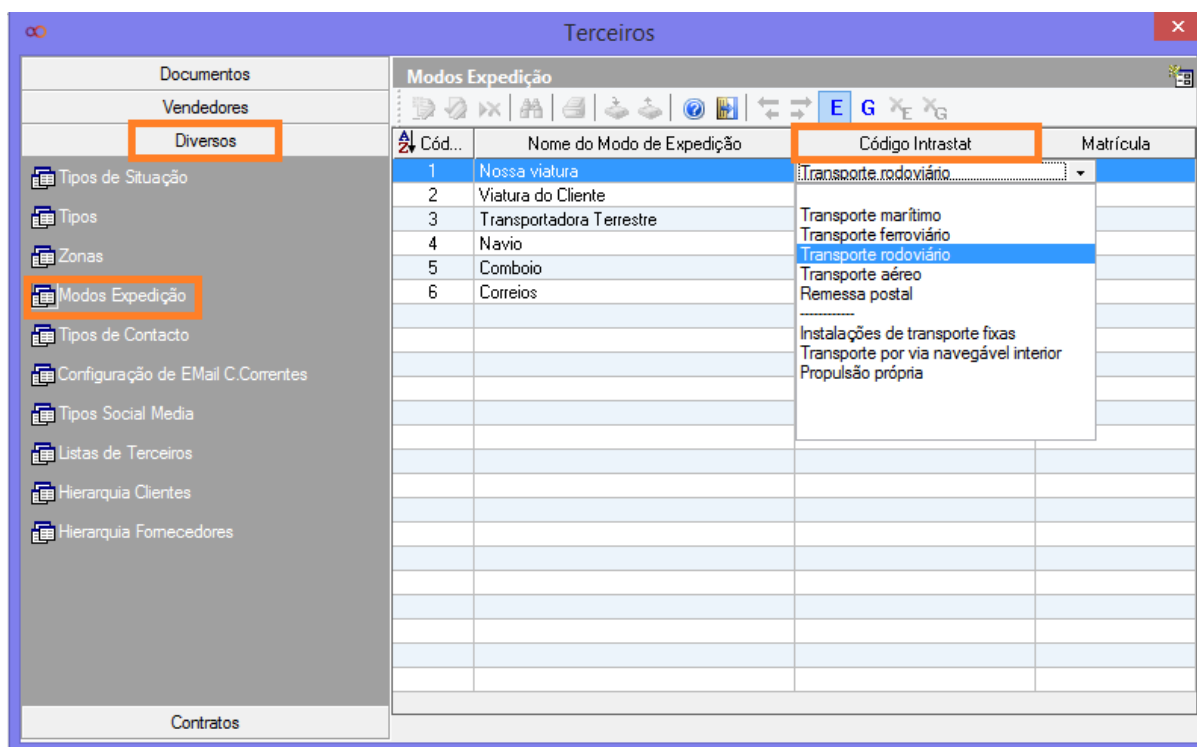 Terceiros
Documentos
Vendedores
Diversos
Tipos de Situação
Tipos
Zonas
Modos Expedição
Tipos de Contacto
Configuração de EMail C.Correntes
Tipos Social Media
Listas de Terceiros
Hierarquia Clientes
Hierarquia Fornecedores
Contratos
Modos Expedição
E G XE XG
Cód... Nome do Modo de Expedição Código Intrastat Matrícula
1 Nossa viatura Transporte rodoviário
2 Viatura do Cliente
3 Transportadora Terrestre
4 Navio
5 Comboio
6 Correios
Transporte marítimo
Transporte ferroviário
Transporte rodoviário
Transporte aéreo
Remessa postal
------------
Instalações de transporte fixas
Transporte por via navegável interior
Propulsão própria